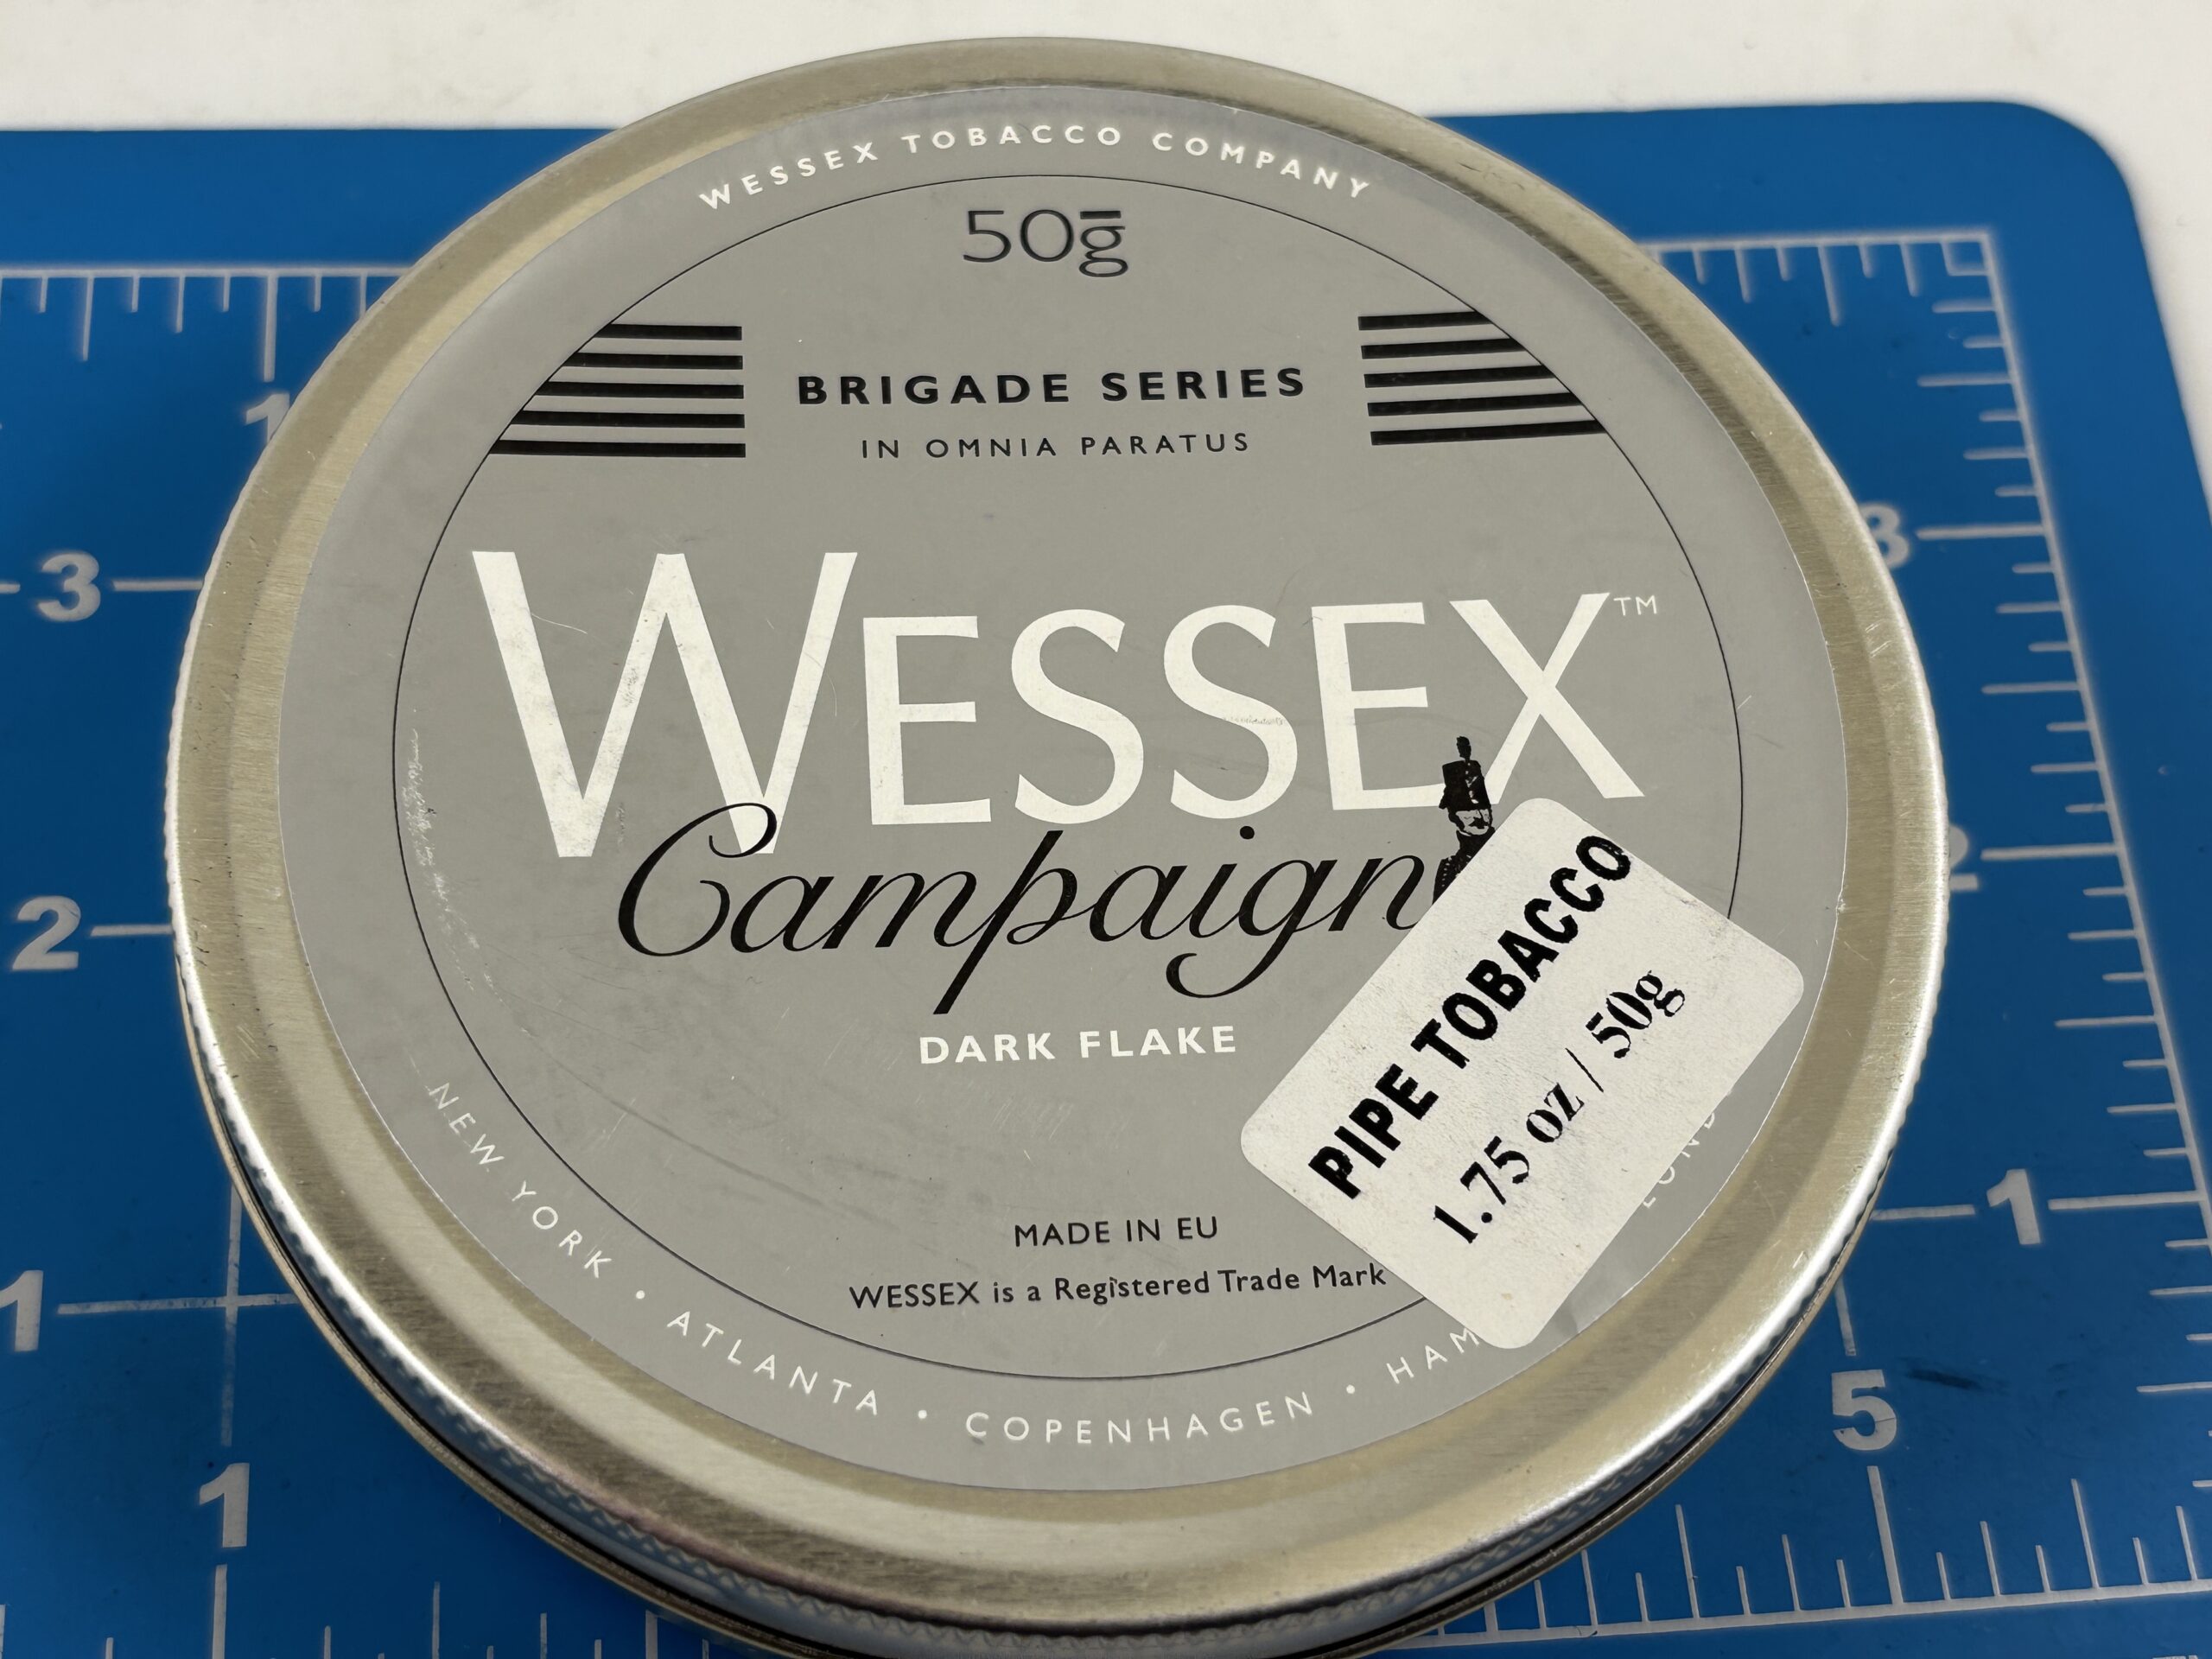 WESSEX TOBACCO COMPANY
50g
BRIGADE SERIES
IN OMNIA PARATUS
WESSEX™
Campaign
DARK FLAKE
PIPE TOBACCO
1.75 oz / 50g
MADE IN EU
WESSEX is a Registered Trade Mark
NEW YORK • ATLANTA • COPENHAGEN •
1
3
2
1
1
3
2
1
5